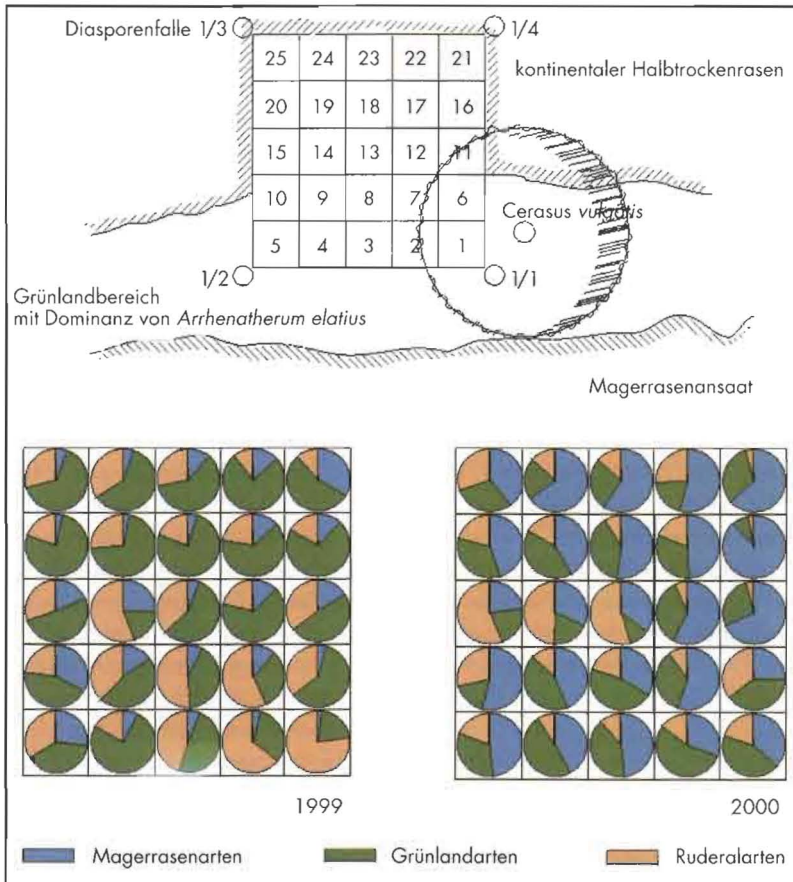 Diasporenfalle 1/3
1/4
25 24 23 22 21
kontinentaler Halbtrockenrasen
20 19 18 17 16
15 14 13 12 11
10 9 8 7 6
Cerasus vulgaris
5 4 3 2 1
1/2
1/1
Grünlandbereich
mit Dominanz von Arrhenatherum elatius
Magerrasenansaat
1999
2000
Magerrasenarten
Grünlandarten
Ruderalarten